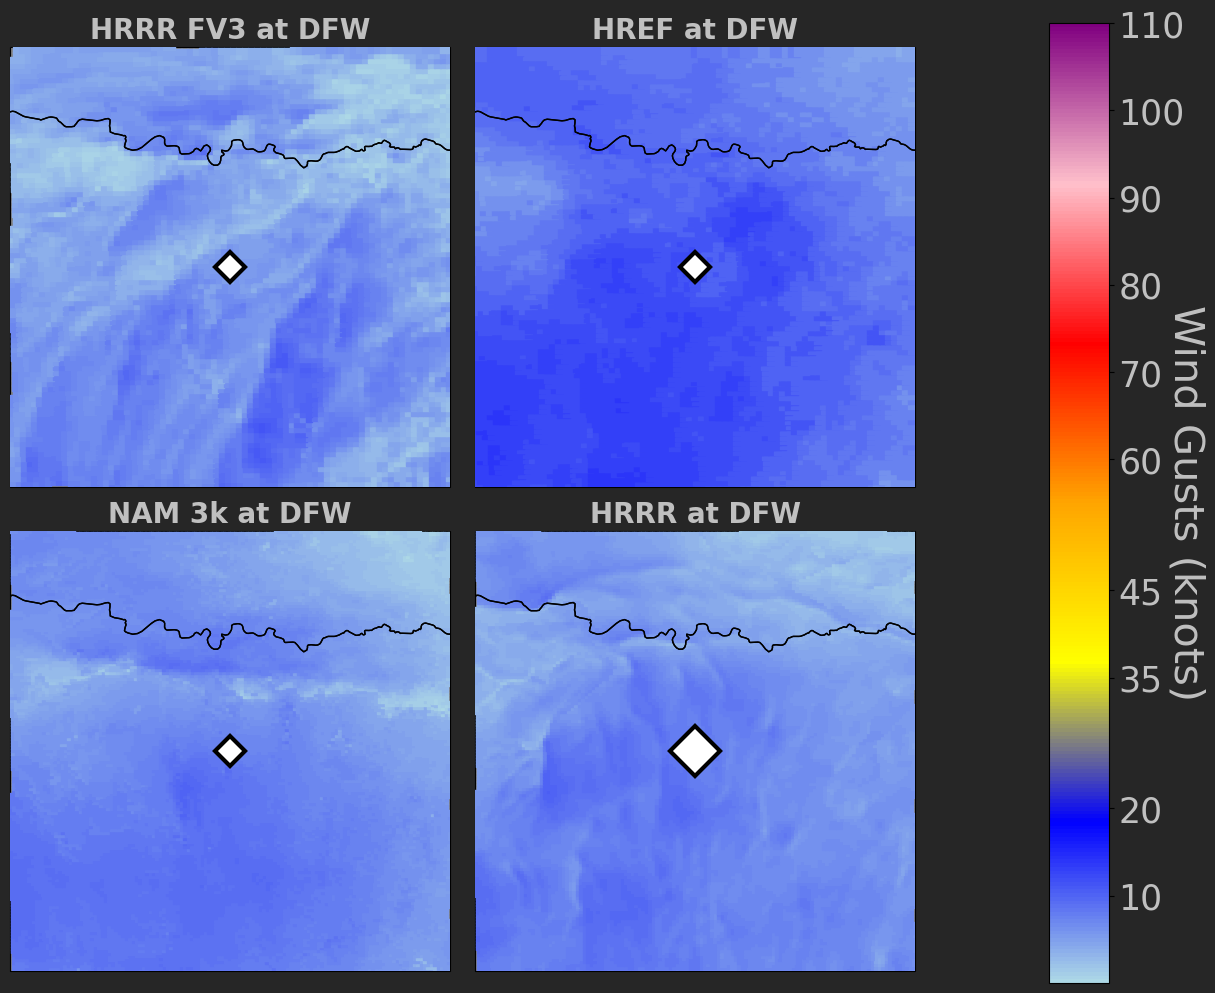 HRRR FV3 at DFW
HREF at DFW
NAM 3k at DFW
HRRR at DFW
110
100
90
80
70
60
45
35
20
10
Wind Gusts (knots)